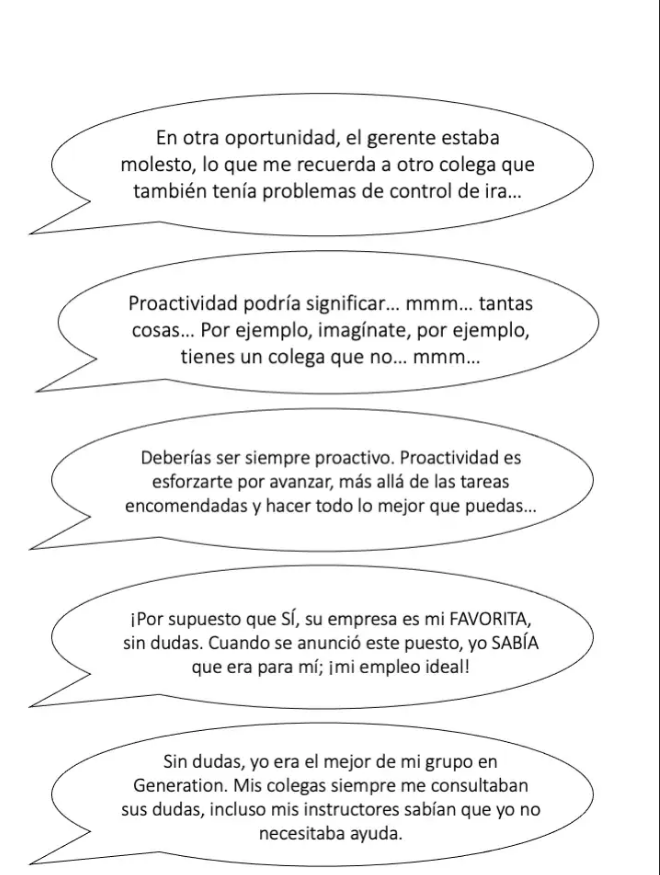 En otra oportunidad, el gerente estaba
molesto, lo que me recuerda a otro colega que
también tenía problemas de control de ira...
Proactividad podría significar... mmm... tantas
cosas... Por ejemplo, imagínate, por ejemplo,
tienes un colega que no... mmm...
Deberías ser siempre proactivo. Proactividad es
esforzarte por avanzar, más allá de las tareas
encomendadas y hacer todo lo mejor que puedas...
¡Por supuesto que SÍ, su empresa es mi FAVORITA,
sin dudas. Cuando se anunció este puesto, yo SABÍA
que era para mí; ¡mi empleo ideal!
Sin dudas, yo era el mejor de mi grupo en
Generation. Mis colegas siempre me consultaban
sus dudas, incluso mis instructores sabían que yo no
necesitaba ayuda.